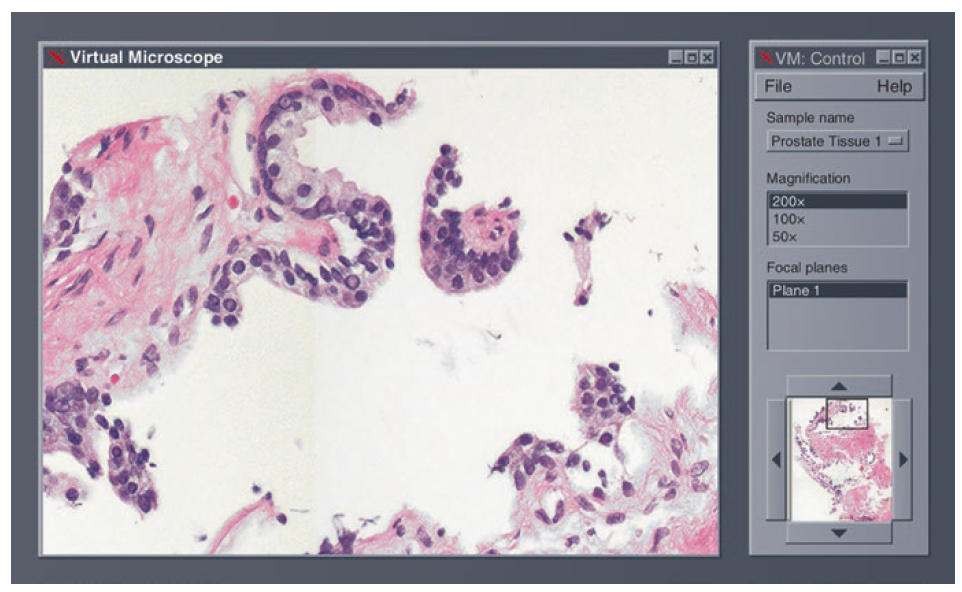 Virtual Microscope
VM: Control
File Help
Sample name
Prostate Tissue 1
Magnification
200×
100×
50×
Focal planes
Plane 1